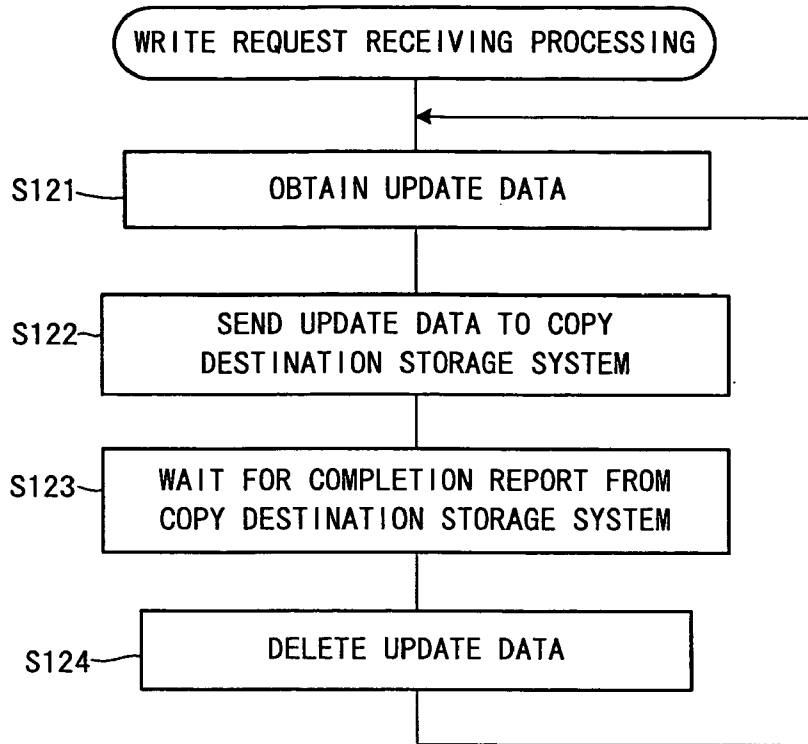 WRITE REQUEST RECEIVING PROCESSING
S121
OBTAIN UPDATE DATA
S122
SEND UPDATE DATA TO COPY
DESTINATION STORAGE SYSTEM
S123
WAIT FOR COMPLETION REPORT FROM
COPY DESTINATION STORAGE SYSTEM
S124
DELETE UPDATE DATA